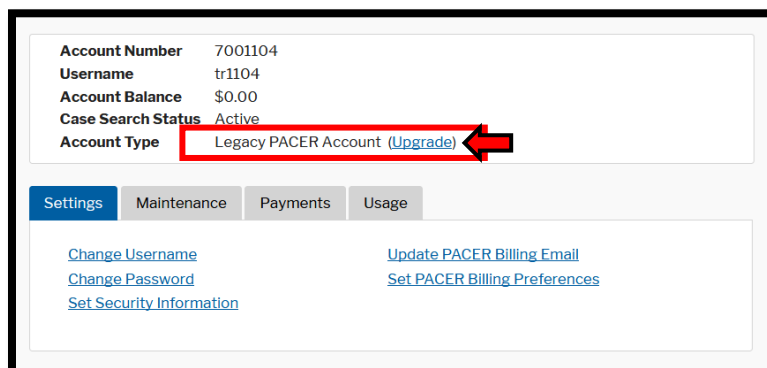 Account Number 7001104
Username tr1104
Account Balance $0.00
Case Search Status Active
Account Type Legacy PACER Account (Upgrade)
Settings Maintenance Payments Usage
Change Username Update PACER Billing Email
Change Password Set PACER Billing Preferences
Set Security Information